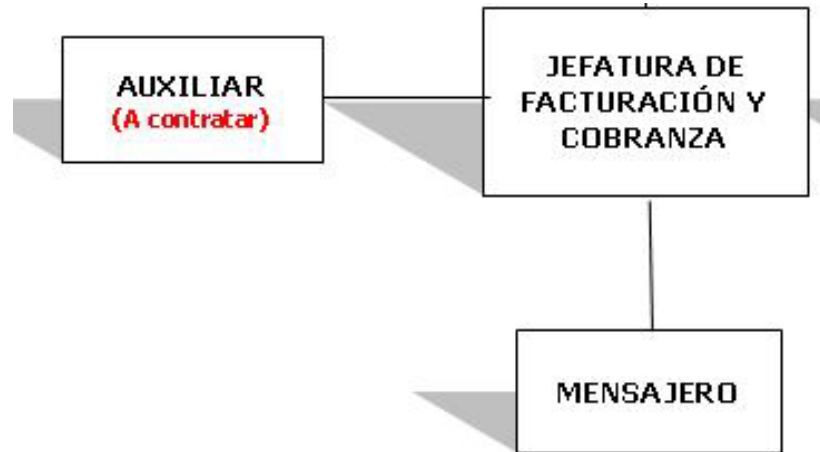 AUXILIAR
(A contratar)
JEFATURA DE
FACTURACIÓN Y
COBRANZA
MENSAJERO